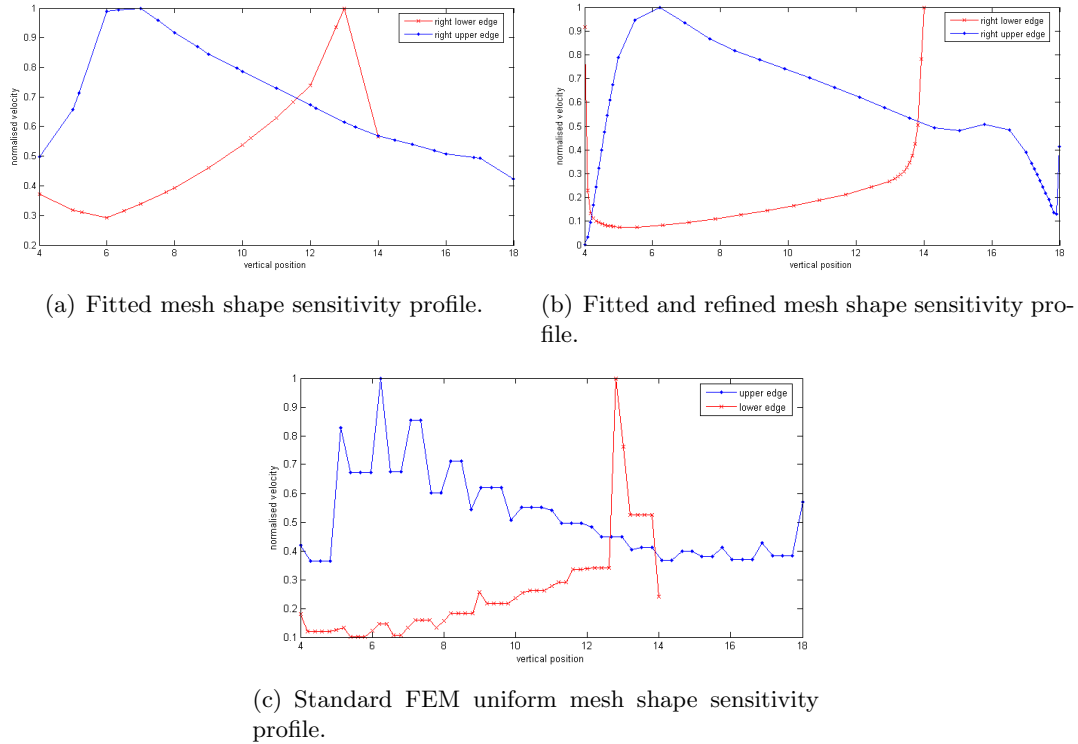 1
0.9
0.8
0.7
0.6
0.5
0.4
0.3
0.2
normalised velocity
4 6 8 10 12 14 16 18
vertical position
right lower edge
right upper edge
(a) Fitted mesh shape sensitivity profile.
1
0.9
0.8
0.7
0.6
0.5
0.4
0.3
0.2
0.1
0
normalised velocity
4 6 8 10 12 14 16 18
vertical position
right lower edge
right upper edge
(b) Fitted and refined mesh shape sensitivity pro-
file.
1
0.9
0.8
0.7
0.6
0.5
0.4
0.3
0.2
0.1
normalised velocity
4 6 8 10 12 14 16 18
vertical position
upper edge
lower edge
(c) Standard FEM uniform mesh shape sensitivity
profile.